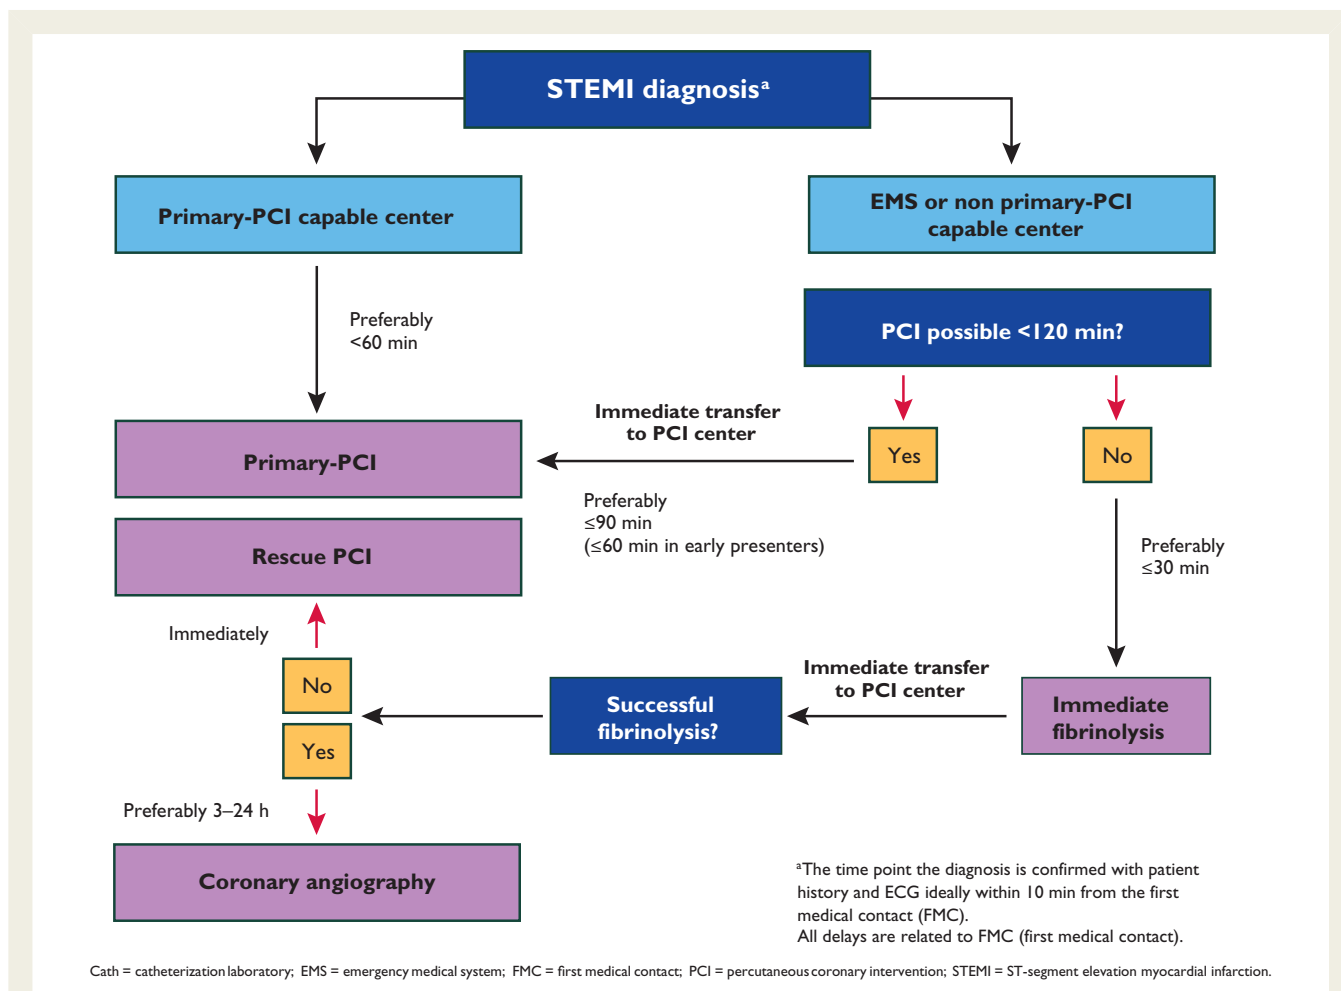 STEMI diagnosisᵃ
Primary-PCI capable center
EMS or non primary-PCI
capable center
Preferably
<60 min
PCI possible <120 min?
Immediate transfer
to PCI center
Yes
No
Primary-PCI
Preferably
≤90 min
(≤60 min in early presenters)
Preferably
≤30 min
Rescue PCI
Immediately
No
Yes
Successful
fibrinolysis?
Immediate transfer
to PCI center
Immediate
fibrinolysis
Preferably 3–24 h
Coronary angiography
ᵃThe time point the diagnosis is confirmed with patient
history and ECG ideally within 10 min from the first
medical contact (FMC).
All delays are related to FMC (first medical contact).
Cath = catheterization laboratory; EMS = emergency medical system; FMC = first medical contact; PCI = percutaneous coronary intervention; STEMI = ST-segment elevation myocardial infarction.